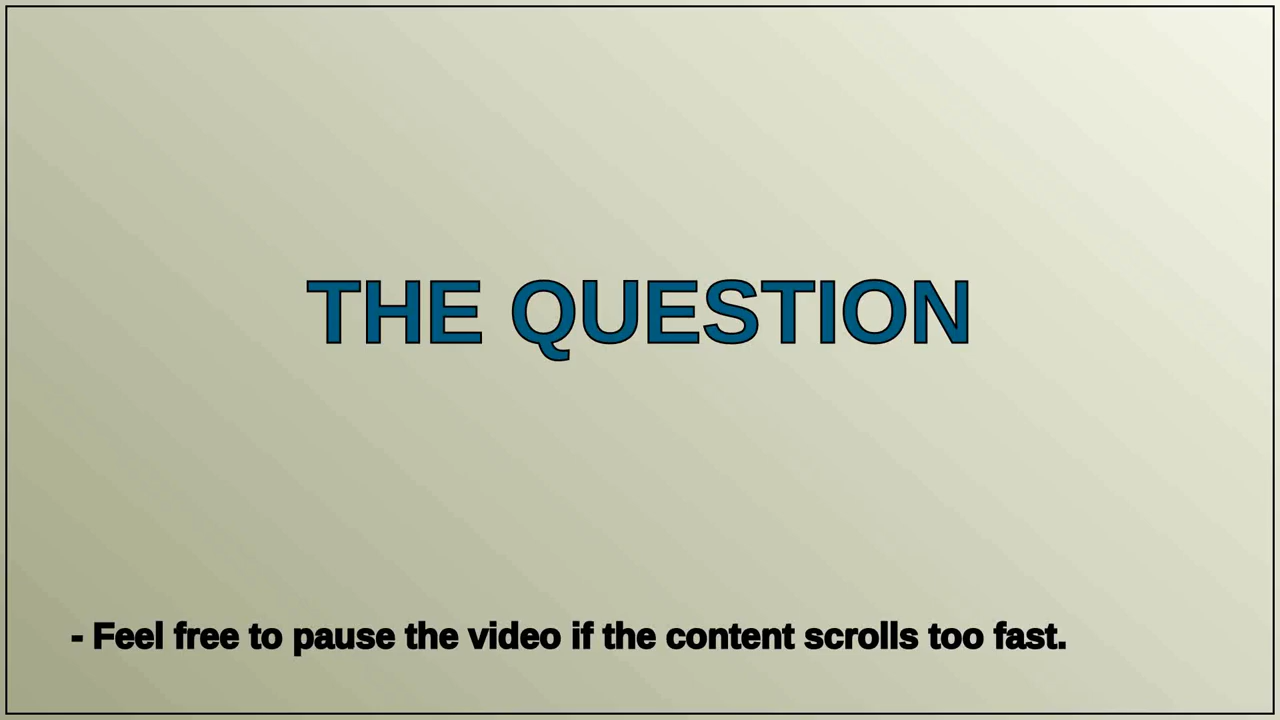 THE QUESTION
- Feel free to pause the video if the content scrolls too fast.